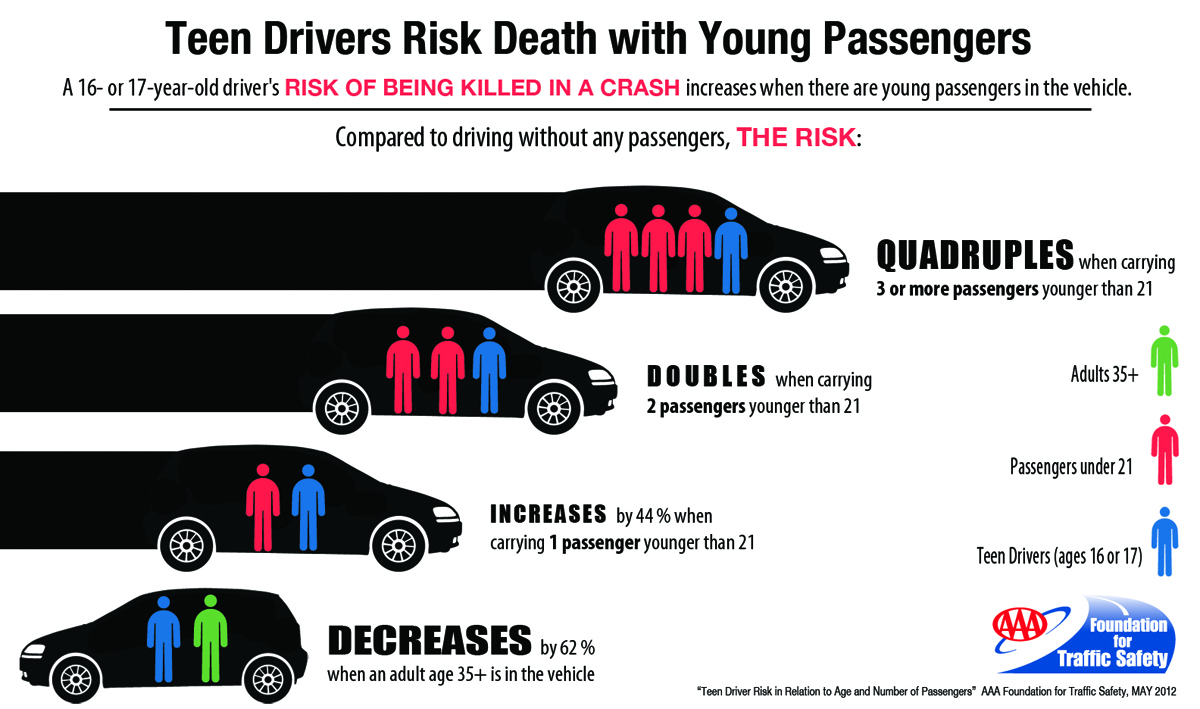 Teen Drivers Risk Death with Young Passengers
A 16- or 17-year-old driver's RISK OF BEING KILLED IN A CRASH increases when there are young passengers in the vehicle.
Compared to driving without any passengers, THE RISK:
QUADRUPLES when carrying
3 or more passengers younger than 21
DOUBLES when carrying
2 passengers younger than 21
INCREASES by 44 % when
carrying 1 passenger younger than 21
DECREASES by 62 %
when an adult age 35+ is in the vehicle
Adults 35+
Passengers under 21
Teen Drivers (ages 16 or 17)
AAA
Foundation
for
Traffic Safety
"Teen Driver Risk in Relation to Age and Number of Passengers" AAA Foundation for Traffic Safety, MAY 2012